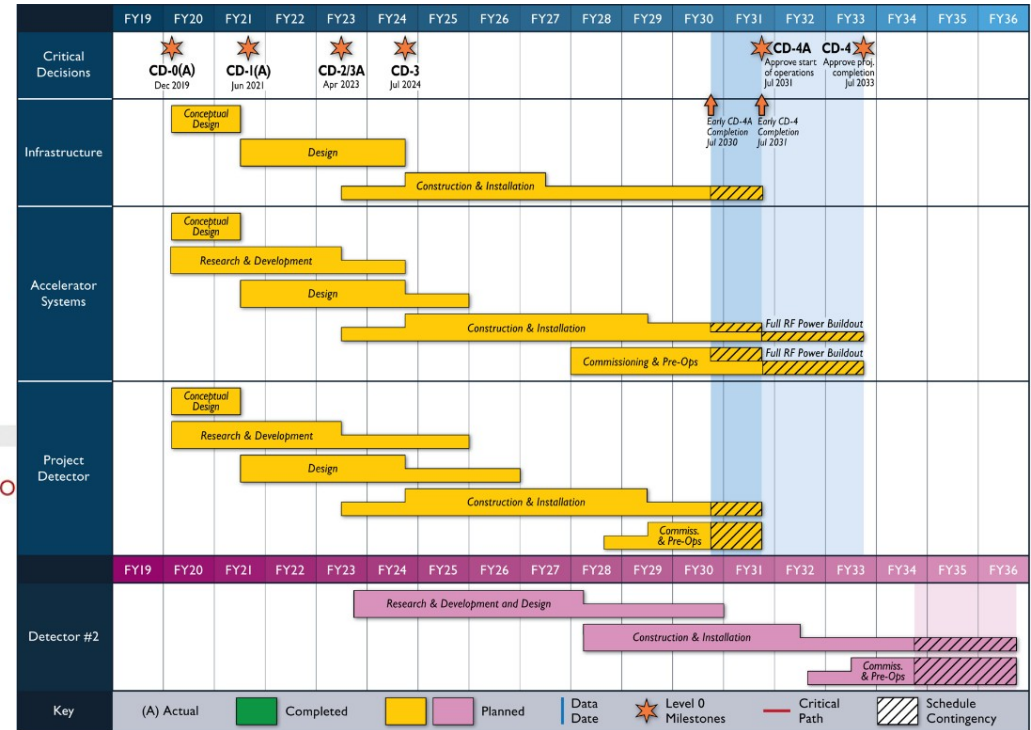 FY19 FY20 FY21 FY22 FY23 FY24 FY25 FY26 FY27 FY28 FY29 FY30 FY31 FY32 FY33 FY34 FY35 FY36
Critical
Decisions
CD-0(A)
Dec 2019
CD-1(A)
Jun 2021
CD-2/3A
Apr 2023
CD-3
Jul 2024
CD-4A
Approve start
of operations
Jul 2031
CD-4
Approve proj.
completion
Jul 2033
Early CD-4A
Completion
Jul 2030
Early CD-4
Completion
Jul 2031
Infrastructure
Conceptual
Design
Design
Construction & Installation
Accelerator
Systems
Conceptual
Design
Research & Development
Design
Construction & Installation
Full RF Power Buildout
Commissioning & Pre-Ops
Full RF Power Buildout
Project
Detector
Conceptual
Design
Research & Development
Design
Construction & Installation
Commiss.
& Pre-Ops
O
FY19 FY20 FY21 FY22 FY23 FY24 FY25 FY26 FY27 FY28 FY29 FY30 FY31 FY32 FY33 FY34 FY35 FY36
Detector #2
Research & Development and Design
Construction & Installation
Commiss.
& Pre-Ops
Key
(A) Actual
Completed
Planned
Data
Date
Level 0
Milestones
Critical
Path
Schedule
Contingency